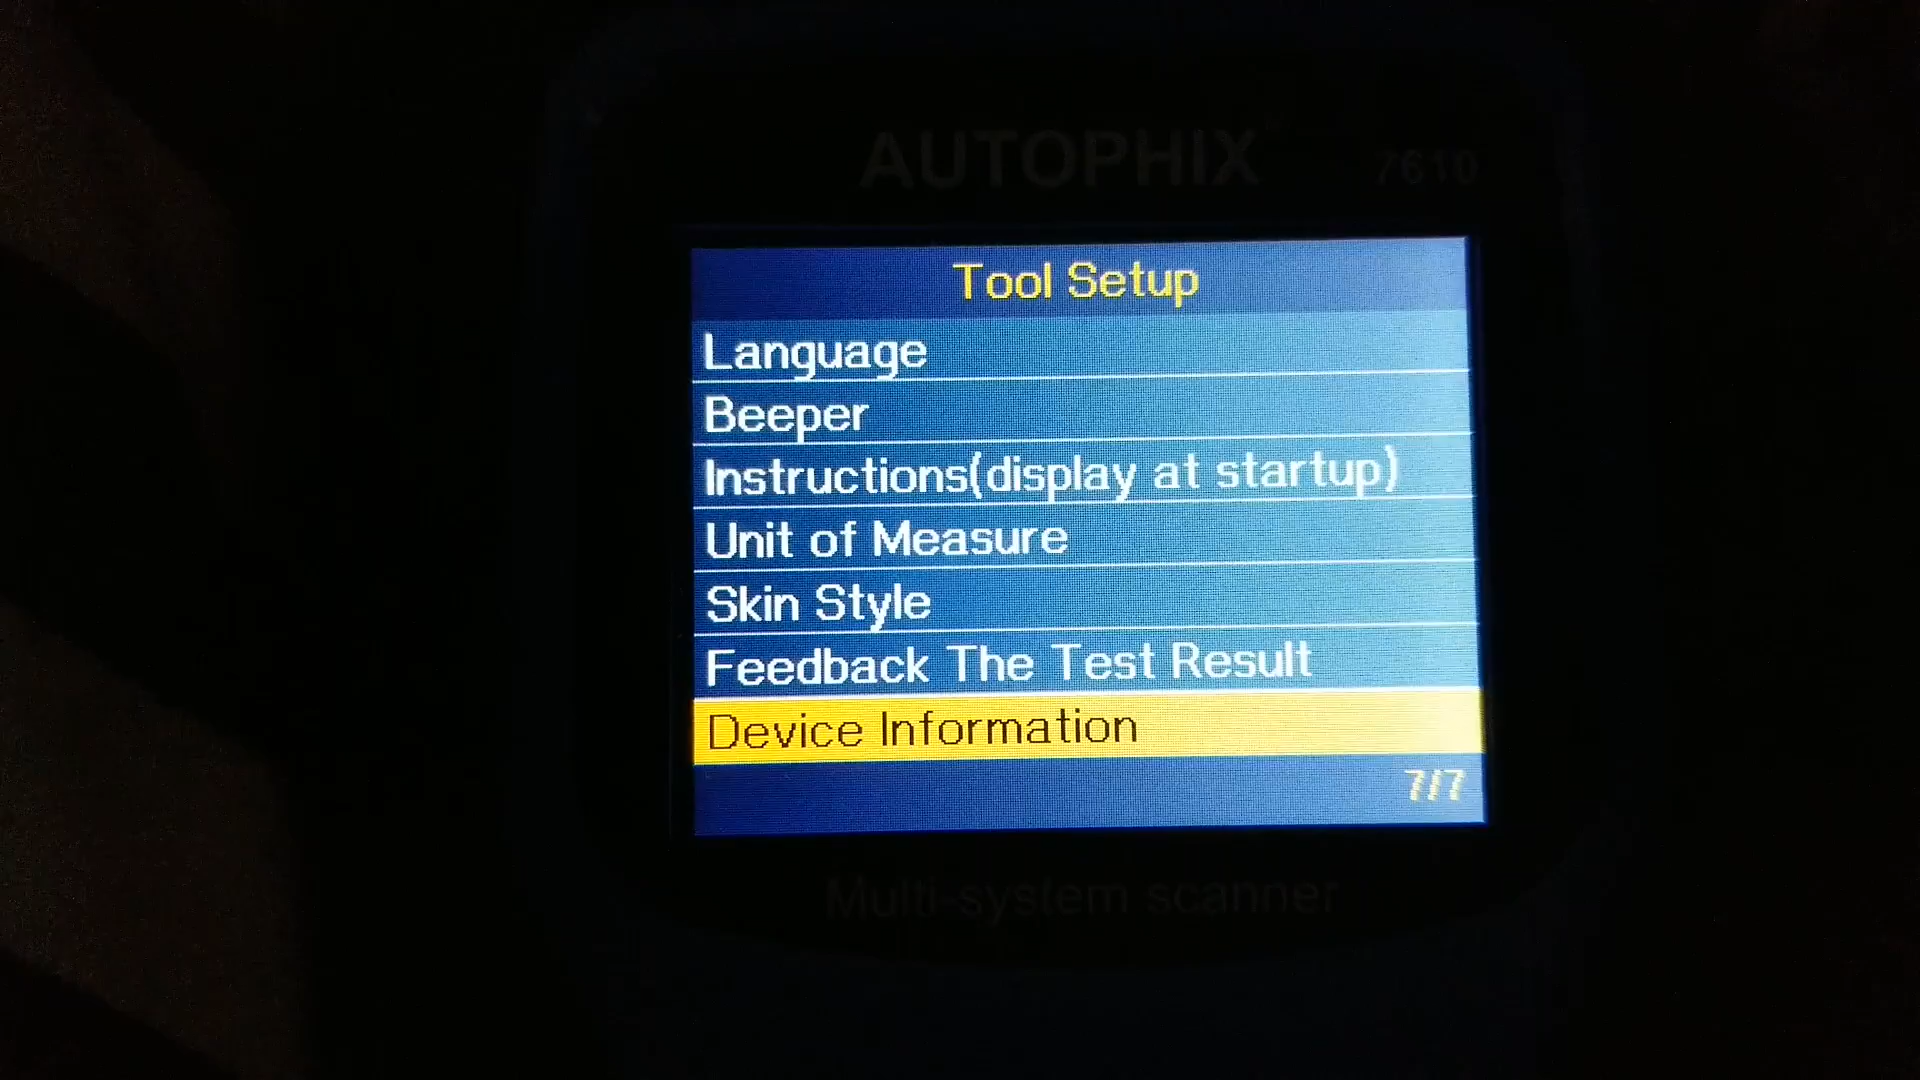 AUTOPHIX 7610
Tool Setup
Language
Beeper
Instructions(display at startup)
Unit of Measure
Skin Style
Feedback The Test Result
Device Information
7/7
Multi-system scanner